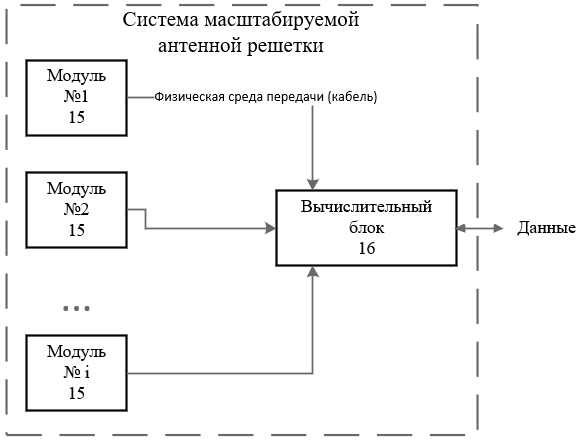 Система масштабируемой
антенной решетки
Модуль
№1
15
Физическая среда передачи (кабель)
Модуль
№2
15
Вычислительный
блок
16
Данные
...
Модуль
№ i
15